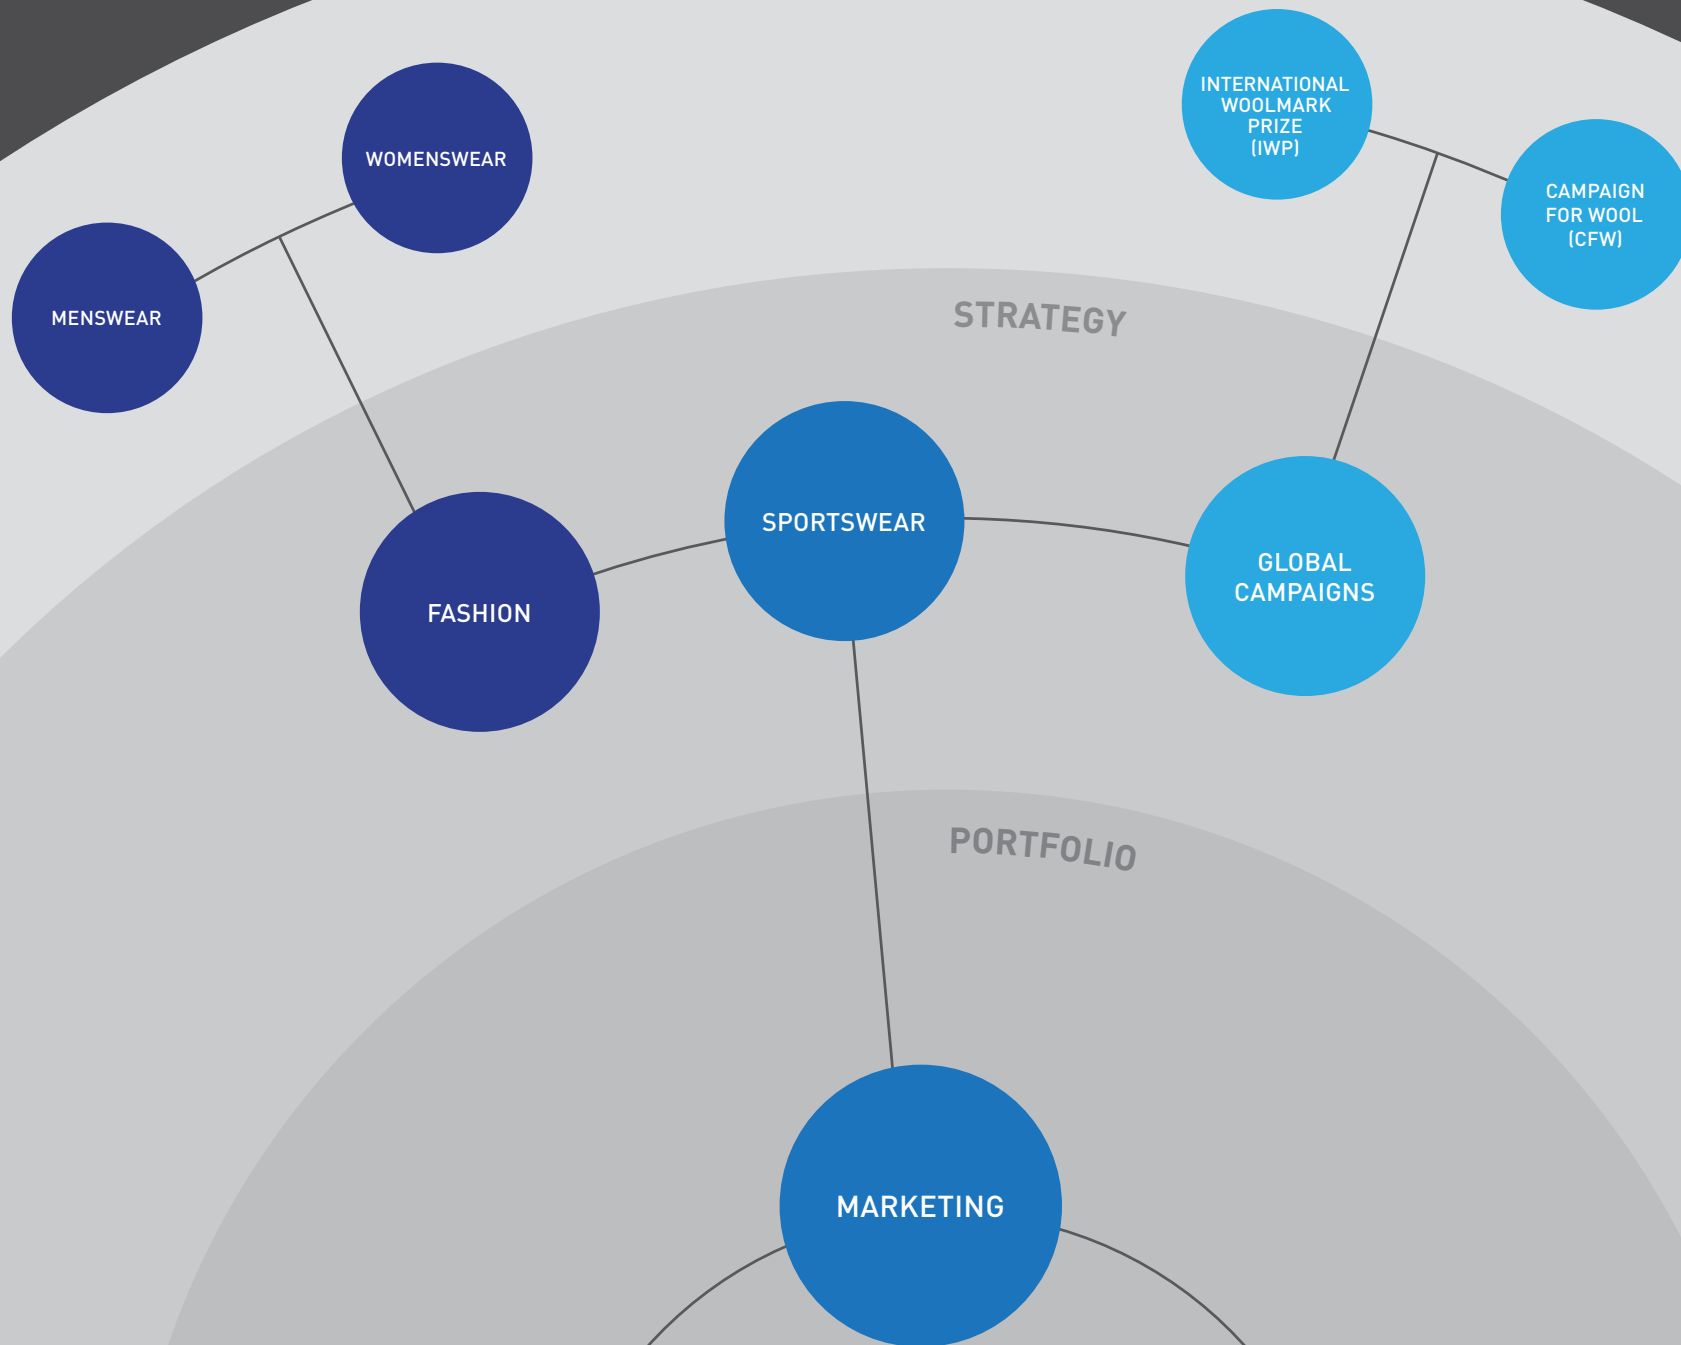 INTERNATIONAL
WOOLMARK
PRIZE
(IWP)
WOMENSWEAR
CAMPAIGN
FOR WOOL
(CFW)
MENSWEAR
STRATEGY
SPORTSWEAR
GLOBAL
CAMPAIGNS
FASHION
PORTFOLIO
MARKETING